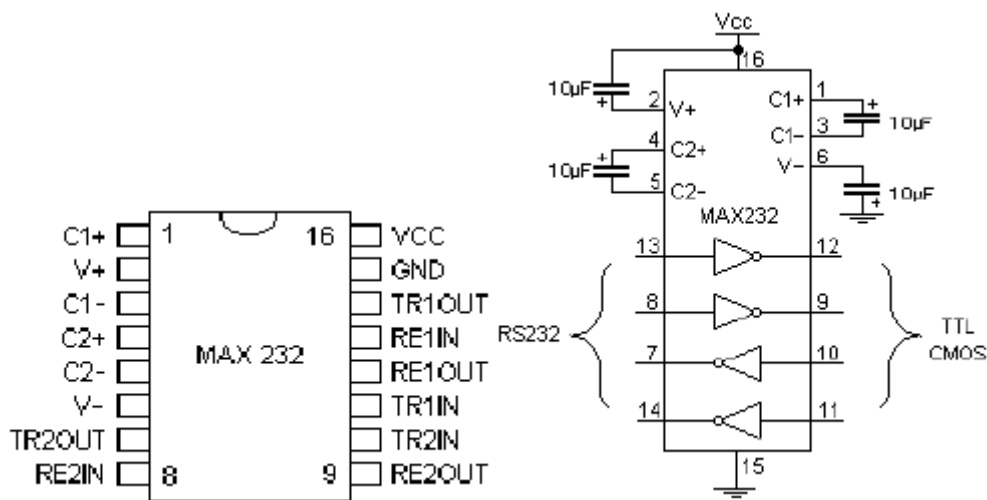 C1+
V+
C1-
C2+
C2-
V-
TR2OUT
RE2IN
1
16
MAX 232
8
9
VCC
GND
TR1OUT
RE1IN
RE1OUT
TR1IN
TR2IN
RE2OUT
Vcc
16
10µF
+
2
V+
4
C2+
10µF
+
5
C2-
1
C1+
+
10µF
3
C1-
6
V-
10µF
+
MAX232
13
12
8
9
7
10
14
11
RS232
TTL
CMOS
15